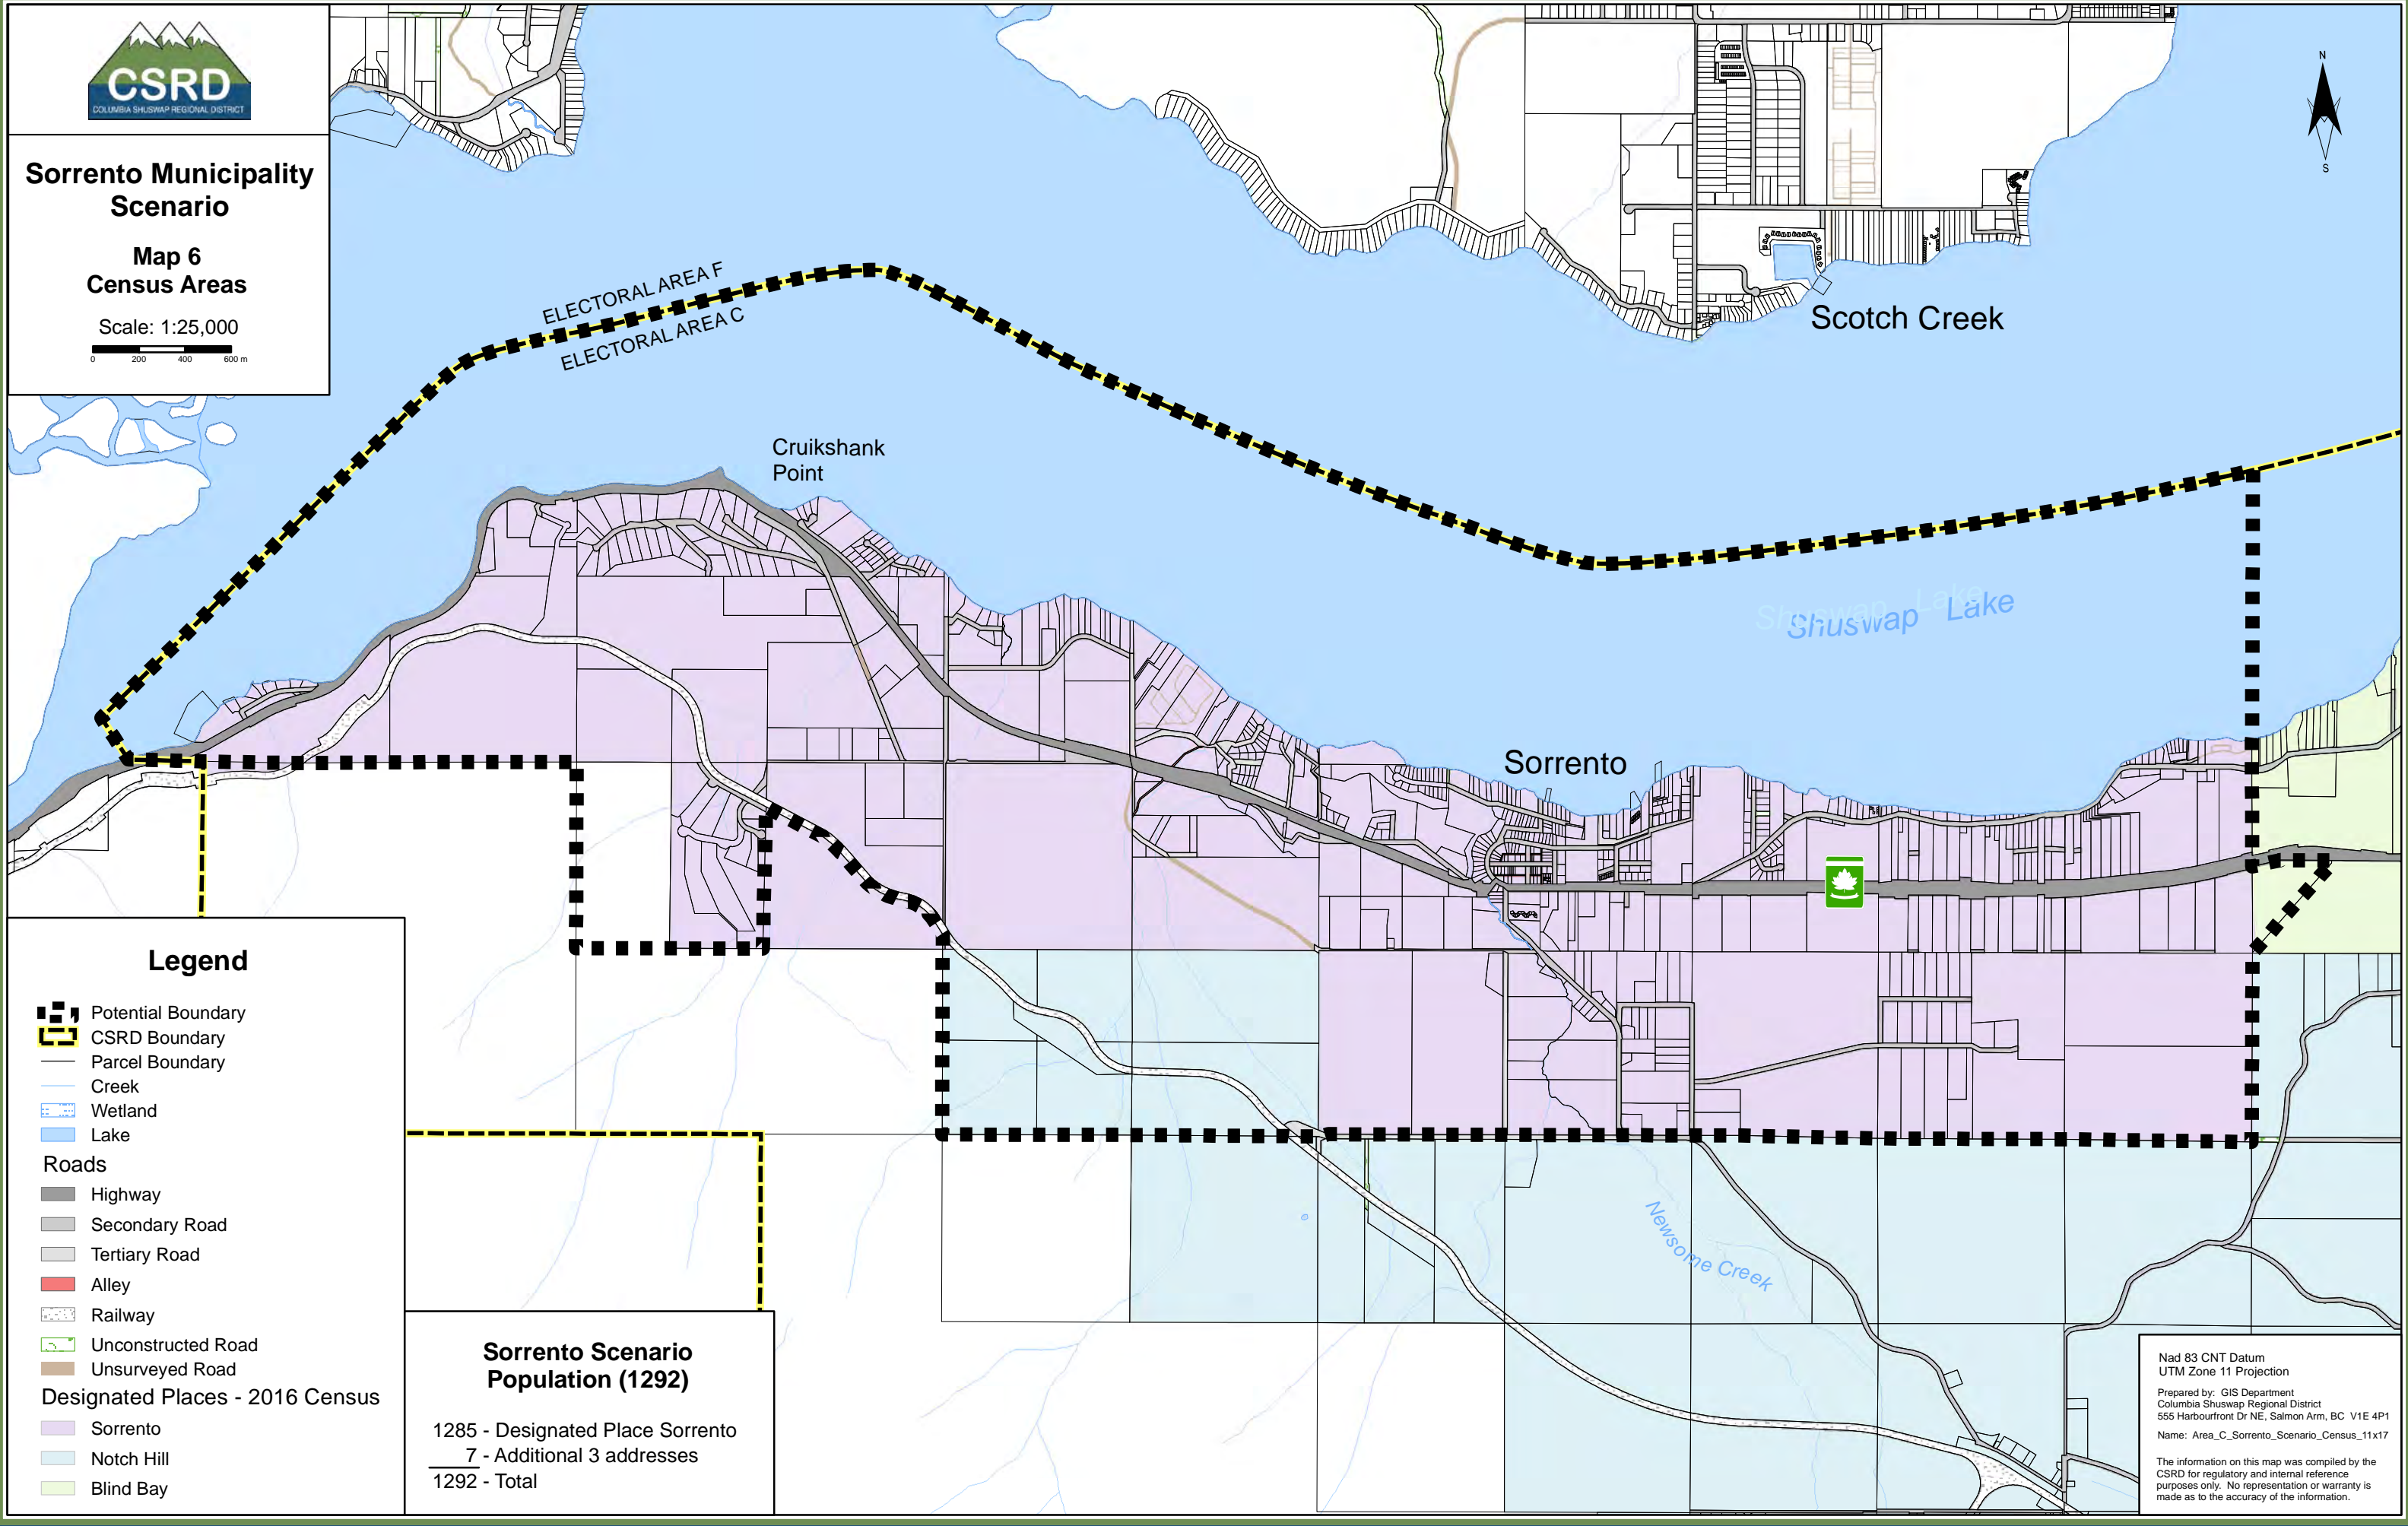 CSRD
COLUMBIA SHUSWAP REGIONAL DISTRICT
Sorrento Municipality
Scenario
Map 6
Census Areas
Scale: 1:25,000
0 200 400 600 m
N
S
ELECTORAL AREA F
ELECTORAL AREA C
Scotch Creek
Cruikshank
Point
Shuswap Lake
Shuswap Lake
Sorrento
Newsome Creek
Legend
Potential Boundary
CSRD Boundary
Parcel Boundary
Creek
Wetland
Lake
Roads
Highway
Secondary Road
Tertiary Road
Alley
Railway
Unconstructed Road
Unsurveyed Road
Designated Places - 2016 Census
Sorrento
Notch Hill
Blind Bay
Sorrento Scenario
Population (1292)
1285 - Designated Place Sorrento
7 - Additional 3 addresses
1292 - Total
Nad 83 CNT Datum
UTM Zone 11 Projection
Prepared by: GIS Department
Columbia Shuswap Regional District
555 Harbourfront Dr NE, Salmon Arm, BC V1E 4P1
Name: Area_C_Sorrento_Scenario_Census_11x17
The information on this map was compiled by the
CSRD for regulatory and internal reference
purposes only. No representation or warranty is
made as to the accuracy of the information.